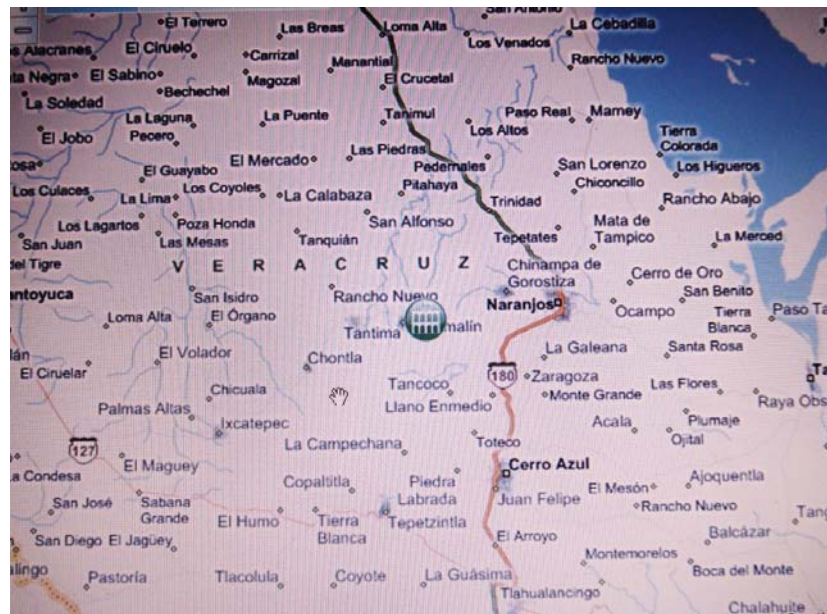 El Terrero
Las Breas
Loma Alta
San Antonio
La Cebadilla
Alacranes
El Ciruelo
Carrizal
Manantial
Los Venados
Rancho Nuevo
Negra
El Sabino
Magozal
El Crucetal
Bechechel
La Soledad
La Laguna
La Puente
Tanimul
Paso Real
Mamey
El Jobo
Pecero
Los Altos
Tierra
Colorada
El Mercado
Las Piedras
Pedernales
San Lorenzo
Los Higueros
El Guayabo
Los Culaces
La Lima
Los Coyoles
La Calabaza
Pitahaya
Chiconcillo
Rancho Abajo
Los Lagartos
Poza Honda
San Alfonso
Trinidad
Mata de
Tampico
San Juan
Las Mesas
Tanquián
Tepetates
La Merced
del Tigre
VERACRUZ
Chinampa de
Gorostiza
Cerro de Oro
antoyuca
San Isidro
Rancho Nuevo
Naranjos
San Benito
Loma Alta
El Órgano
Tantima
malín
Ocampo
Tierra
Blanca
Paso Ta
El Volador
Chontla
La Galeana
Santa Rosa
El Ciruelar
Chicuala
Tancoco
180
Zaragoza
Las Flores
Palmas Altas
Llano Enmedio
Monte Grande
Raya Obs
Ixcatepec
Acala
Plumaje
127
La Campechana
Toteco
Ojital
a Condesa
El Maguey
Cerro Azul
Copaltitla
Piedra
Labrada
El Mesón
Ajoquentla
San José
Sabana
Grande
Juan Felipe
Rancho Nuevo
El Humo
Tierra
Blanca
Tepetzintla
Tang
San Diego
El Jagüey
El Arroyo
Balcázar
alingo
Montemorelos
Pastoría
Tlacolula
Coyote
La Guásima
Boca del Monte
Tlahualancingo
Chalahuite